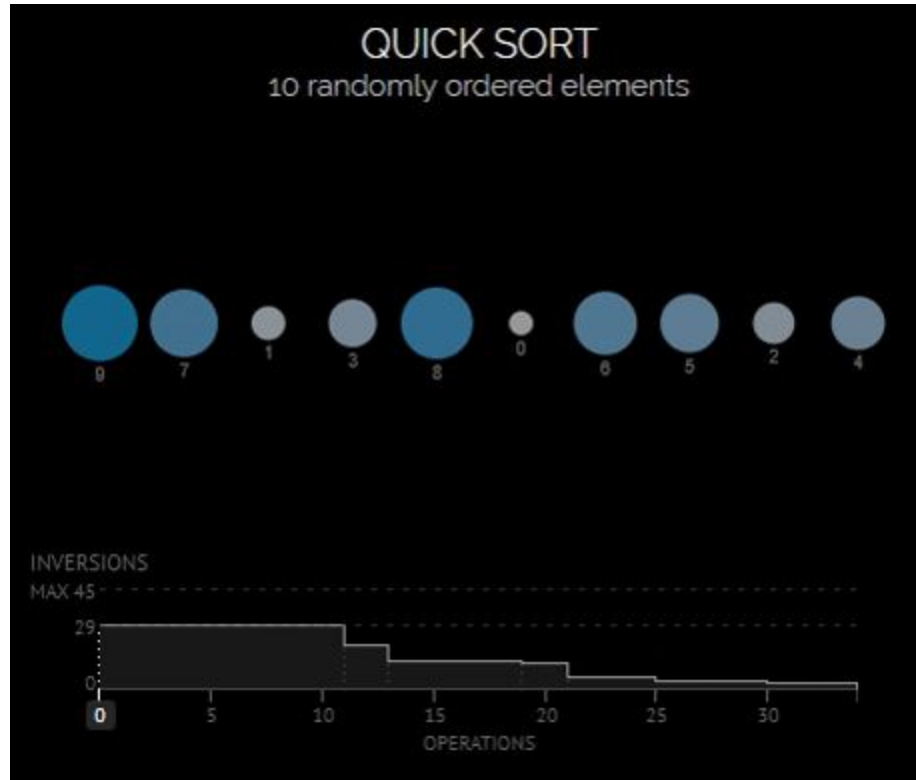 QUICK SORT
10 randomly ordered elements
9 7 1 3 8 0 6 5 2 4
INVERSIONS
MAX 45
29
0
0 5 10 15 20 25 30
OPERATIONS